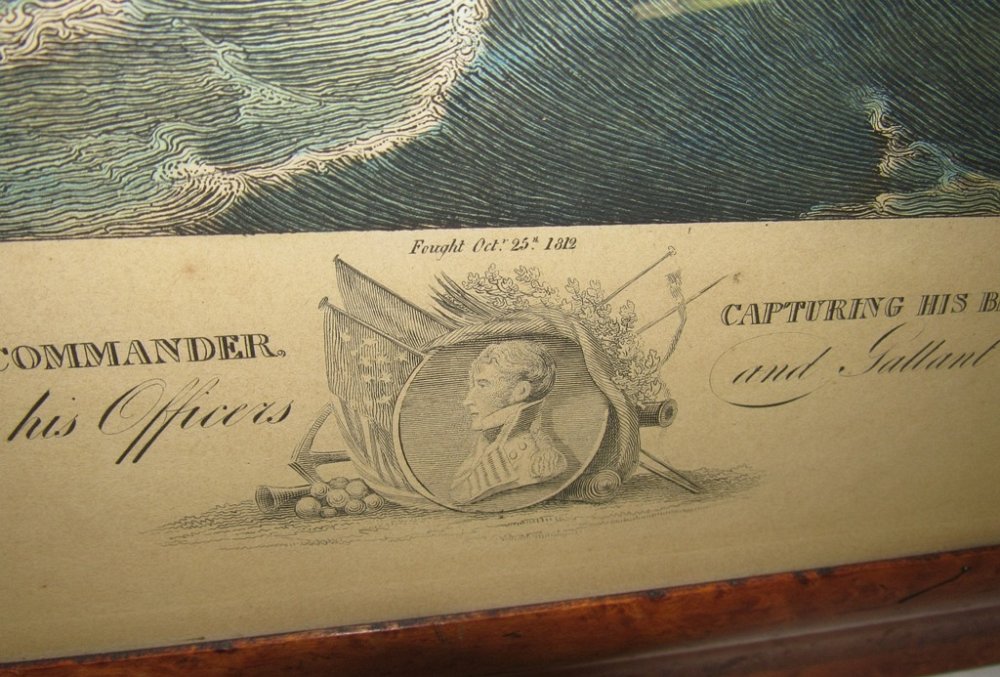 Fought Octr. 25th. 1812
COMMANDER, CAPTURING HIS
his Officers and Gallant